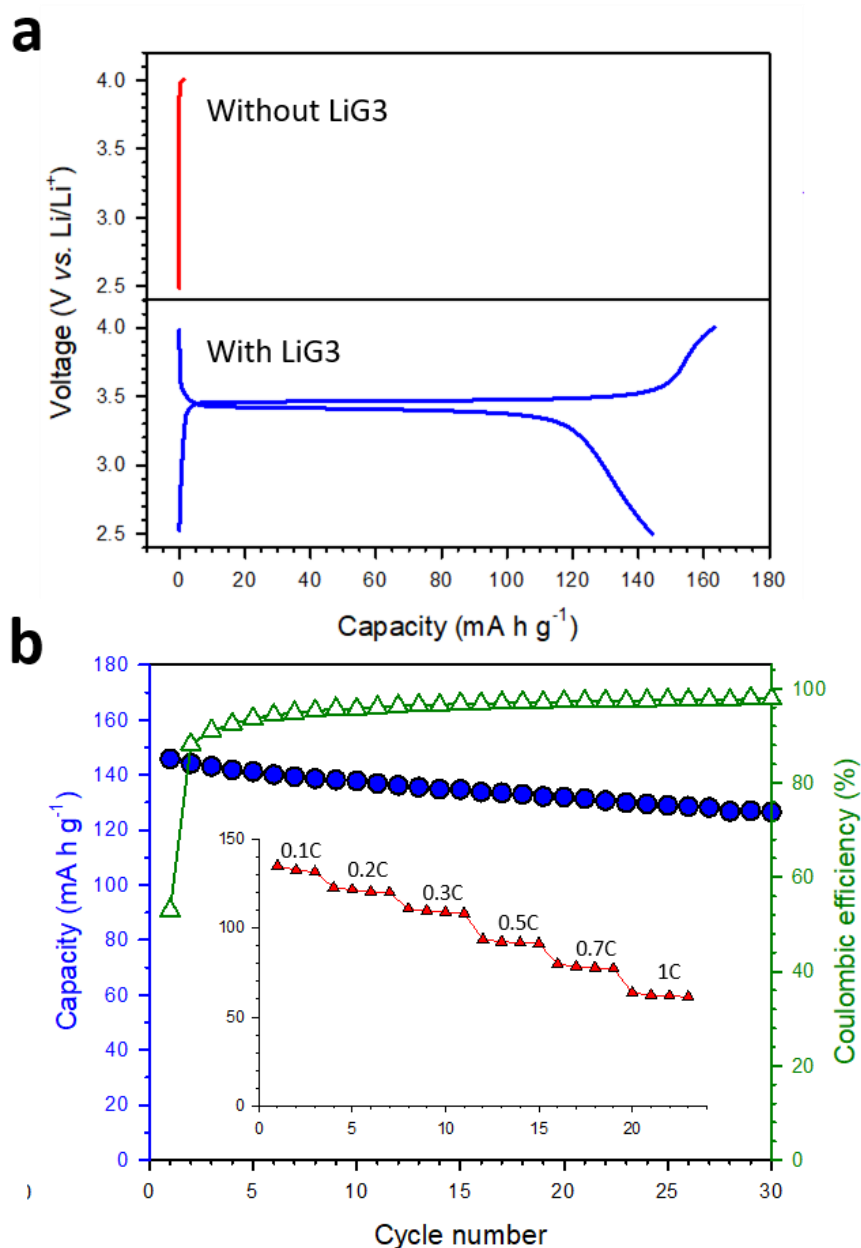 a
Without LiG3
With LiG3
Voltage (V vs. Li/Li⁺)
4.0
3.5
3.0
2.5
4.0
3.5
3.0
2.5
0 20 40 60 80 100 120 140 160 180
Capacity (mA h g⁻¹)
b
Capacity (mA h g⁻¹)
180
160
140
120
100
80
60
40
20
0
150
100
50
0
0.1C
0.2C
0.3C
0.5C
0.7C
1C
0 5 10 15 20
100
80
60
40
20
0
Coulombic efficiency (%)
0 5 10 15 20 25 30
Cycle number